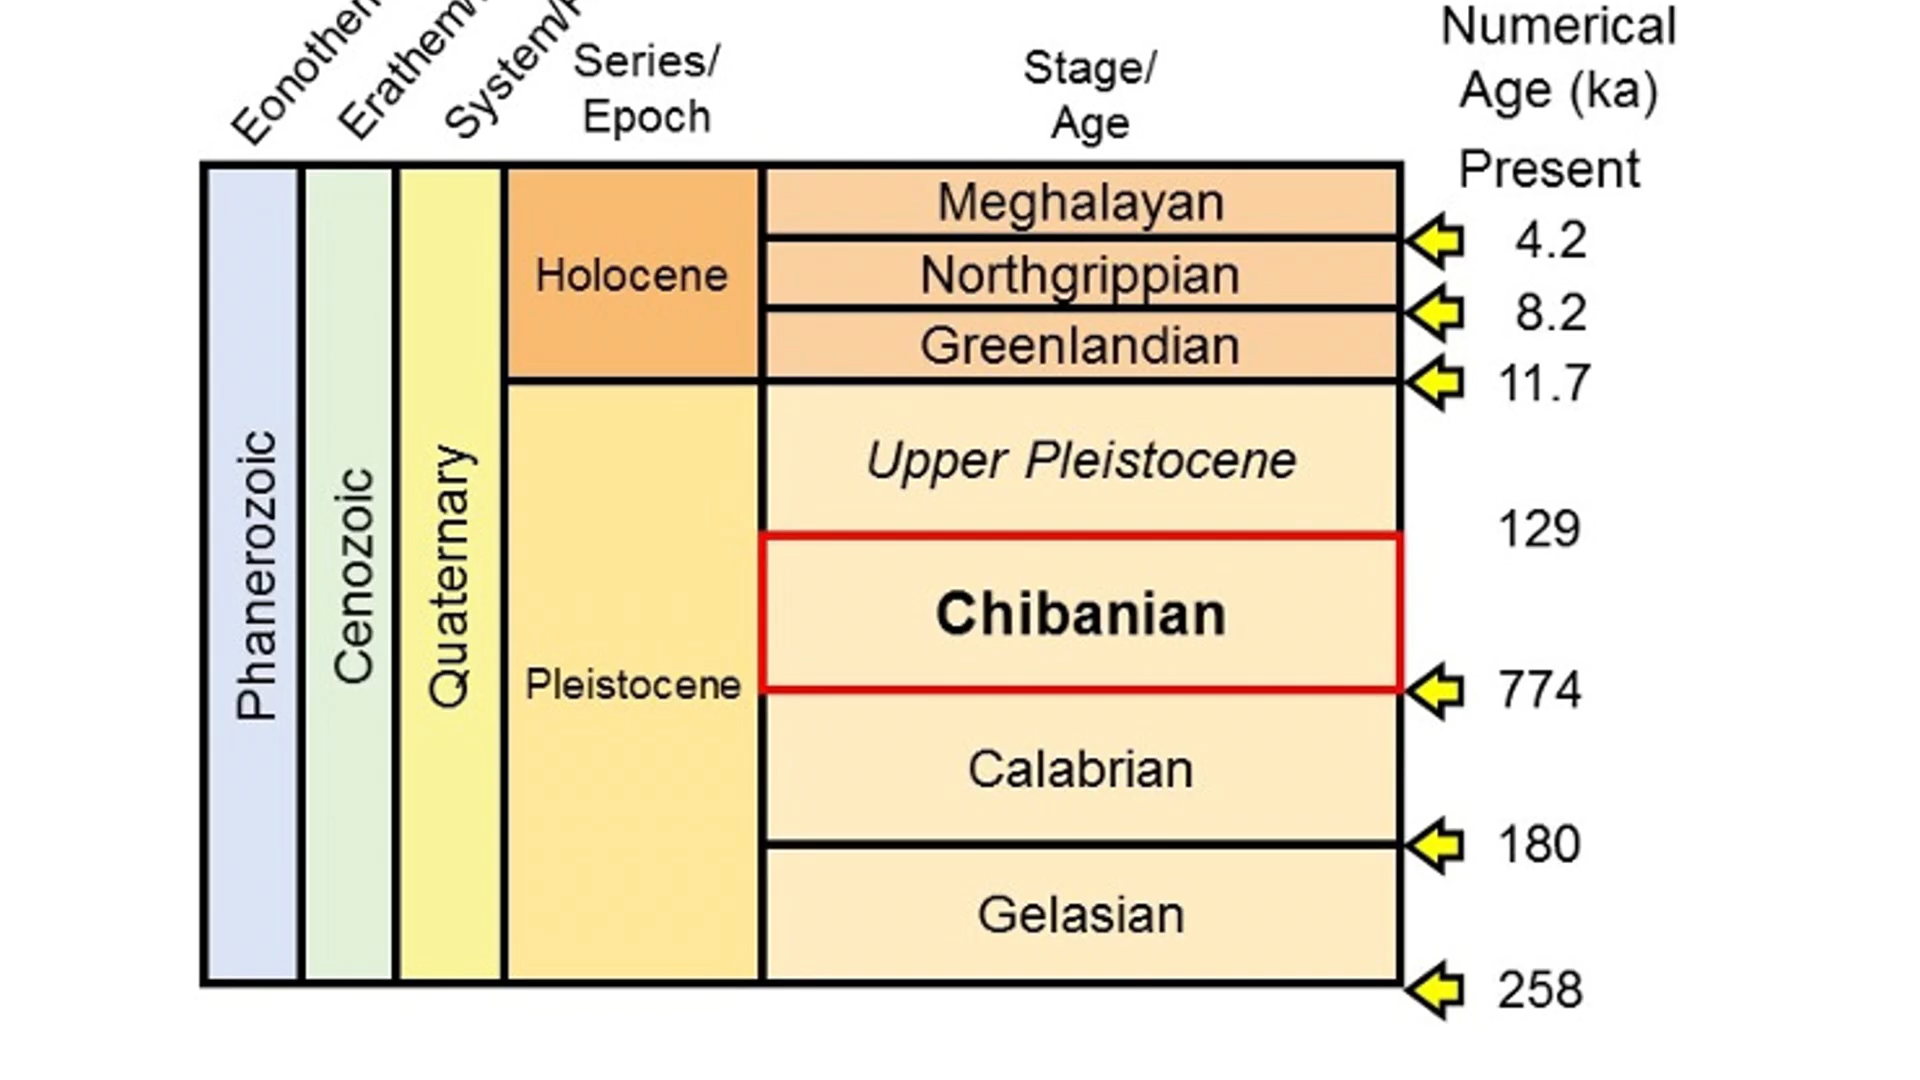 Eonothem
Erathem/
System/
Series/
Epoch
Stage/
Age
Numerical
Age (ka)
Present
Phanerozoic
Cenozoic
Quaternary
Holocene
Pleistocene
Meghalayan
Northgrippian
Greenlandian
Upper Pleistocene
Chibanian
Calabrian
Gelasian
4.2
8.2
11.7
129
774
180
258